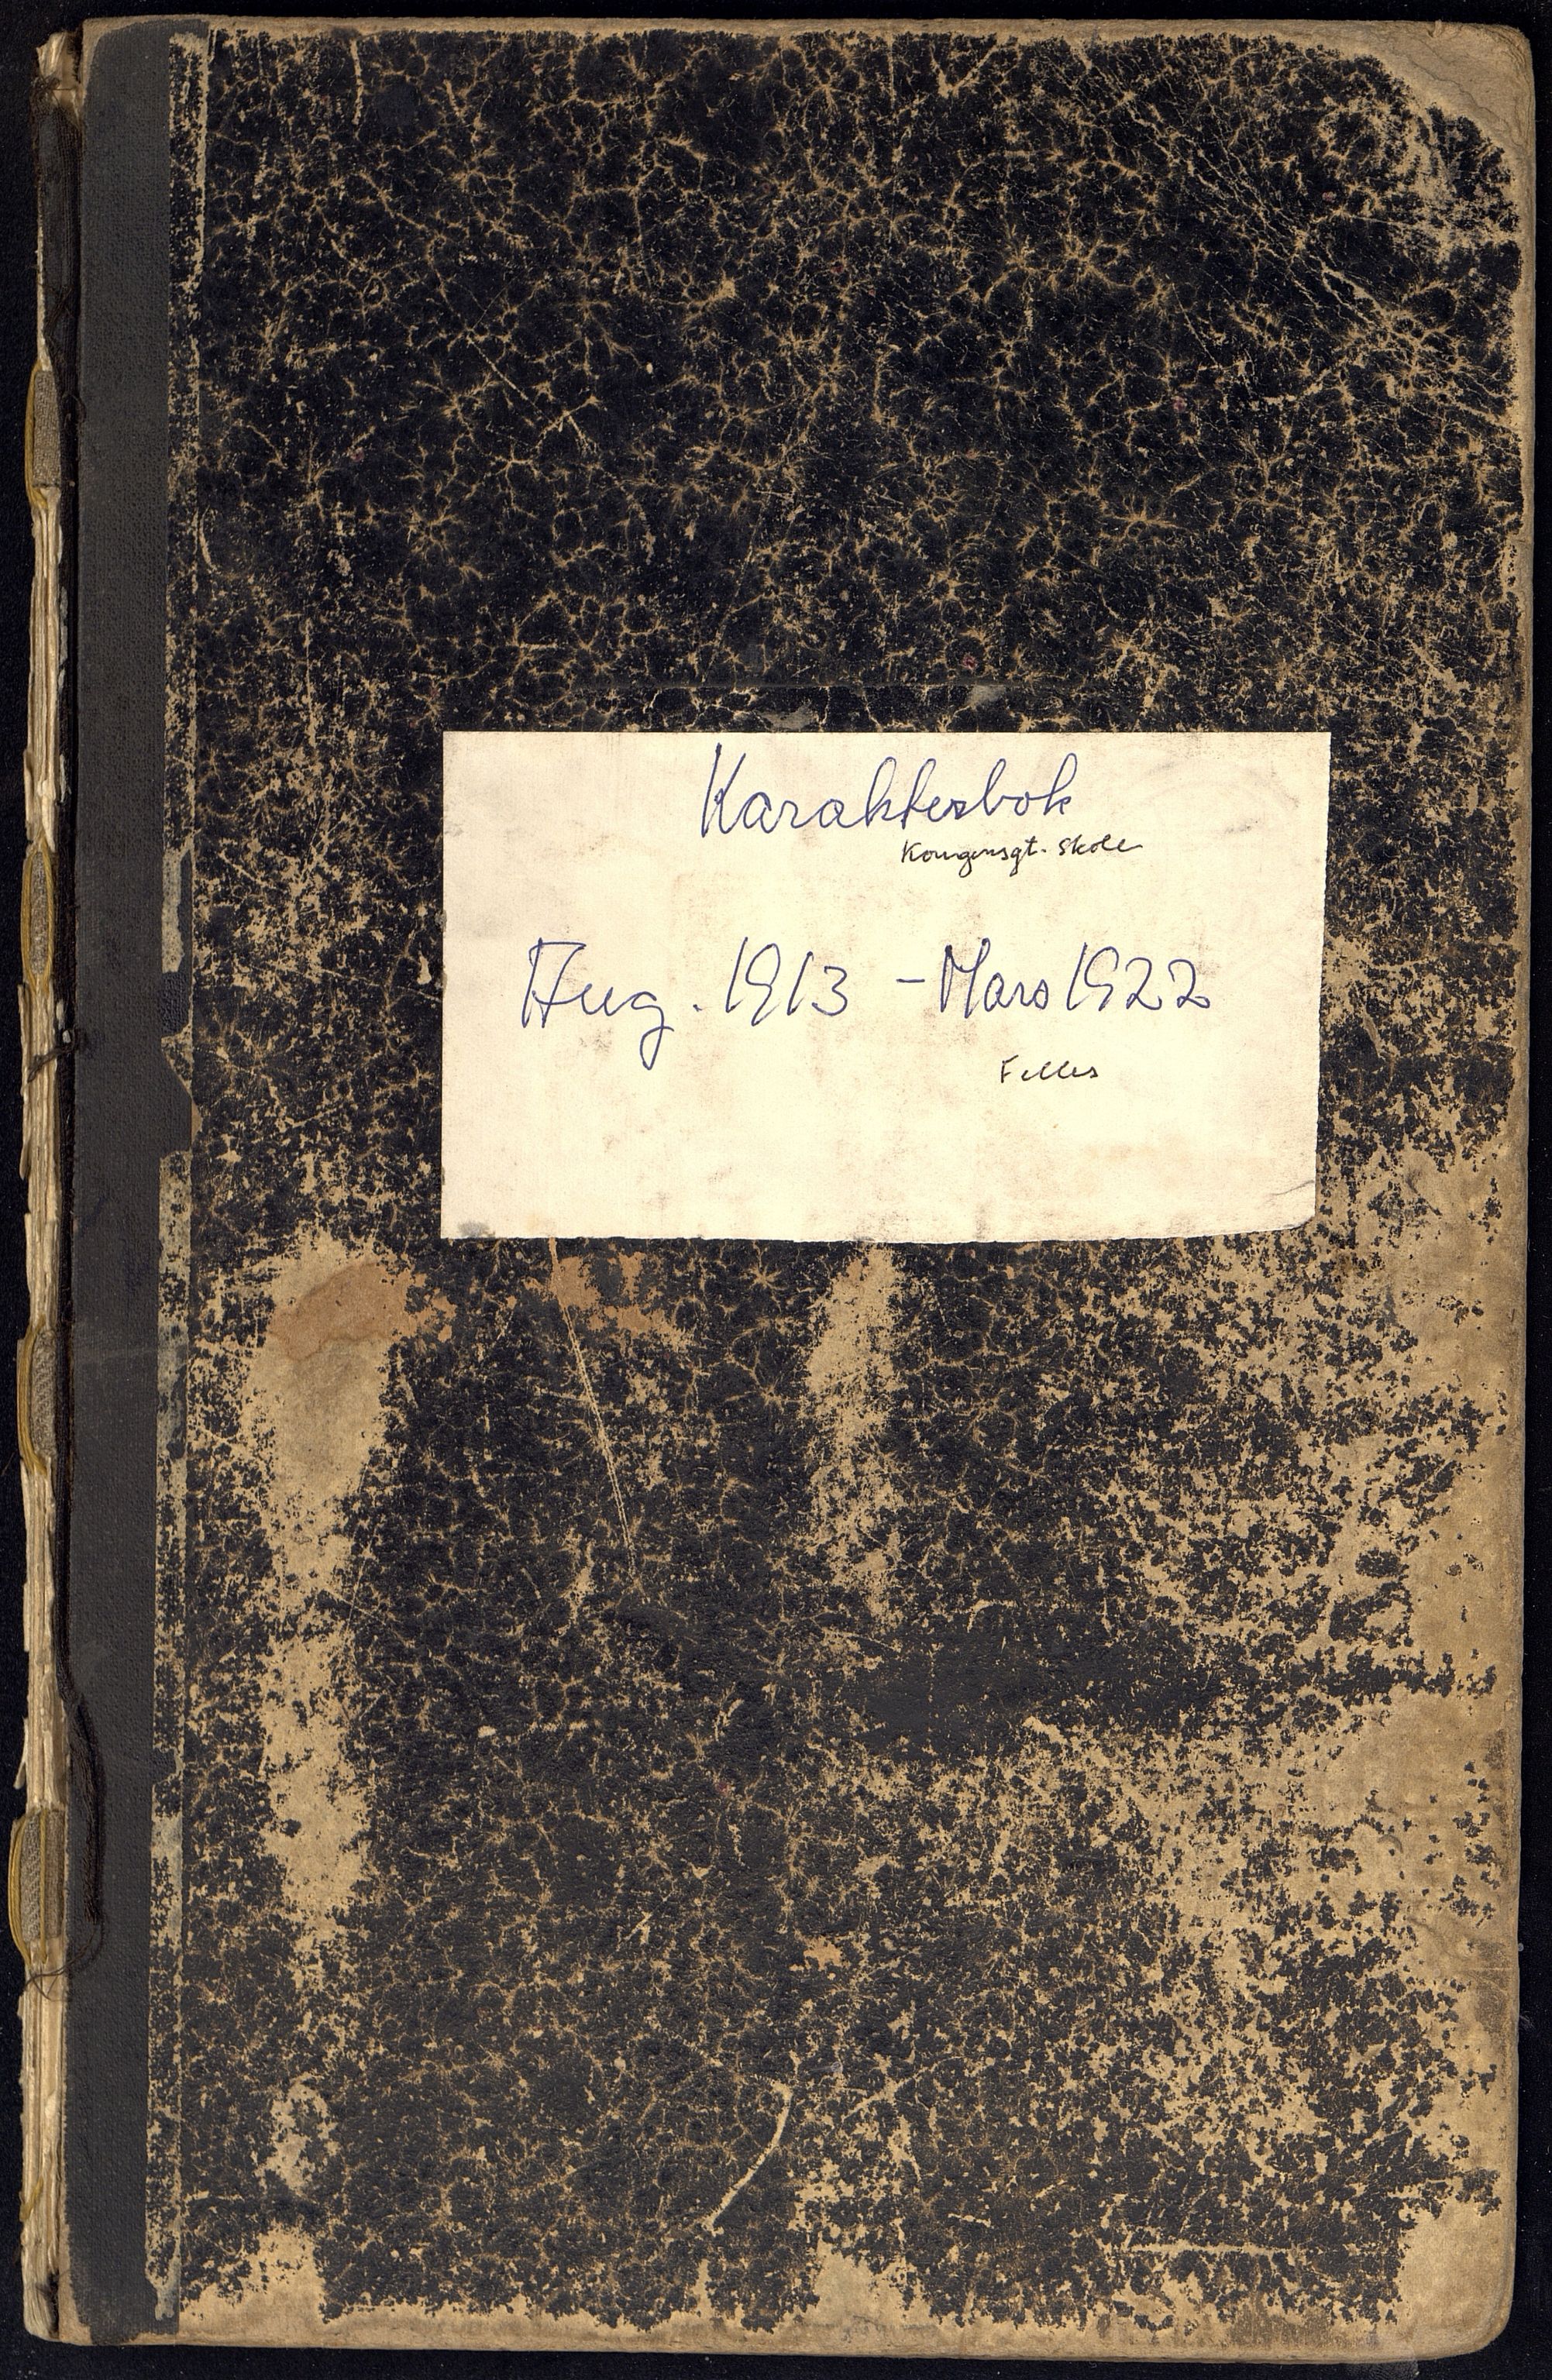 Karakterbok
Kongensgt. Skole
Aug. 1913 - Mars 1922
Felles